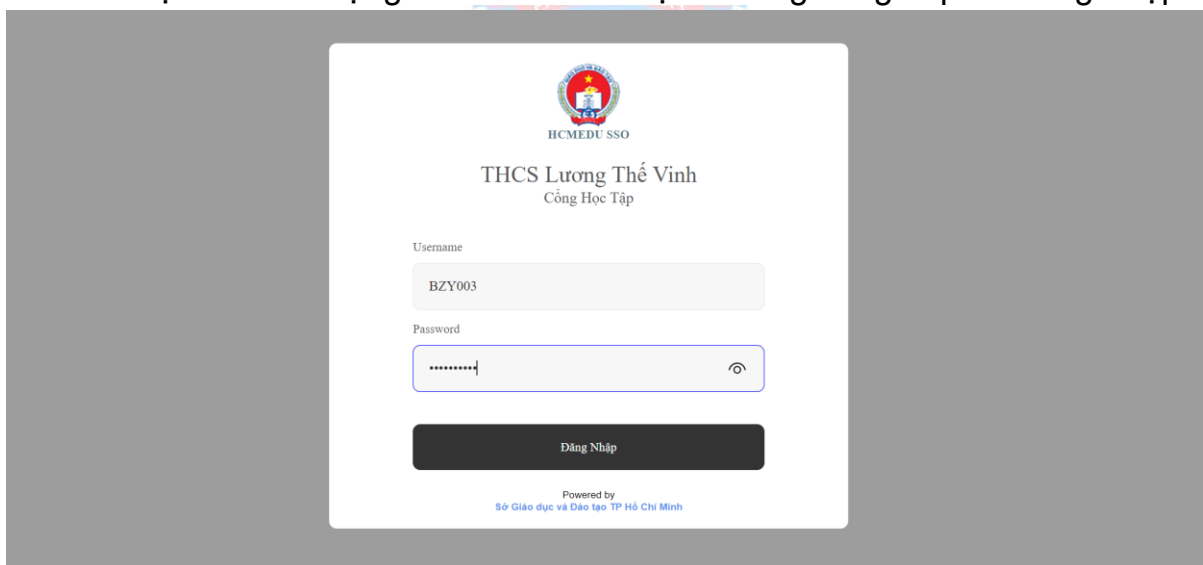 HCMEDU SSO
THCS Lương Thế Vinh
Cổng Học Tập
Username
BZY003
Password
••••••••••
Đăng Nhập
Powered by
Sở Giáo dục và Đào tạo TP Hồ Chí Minh